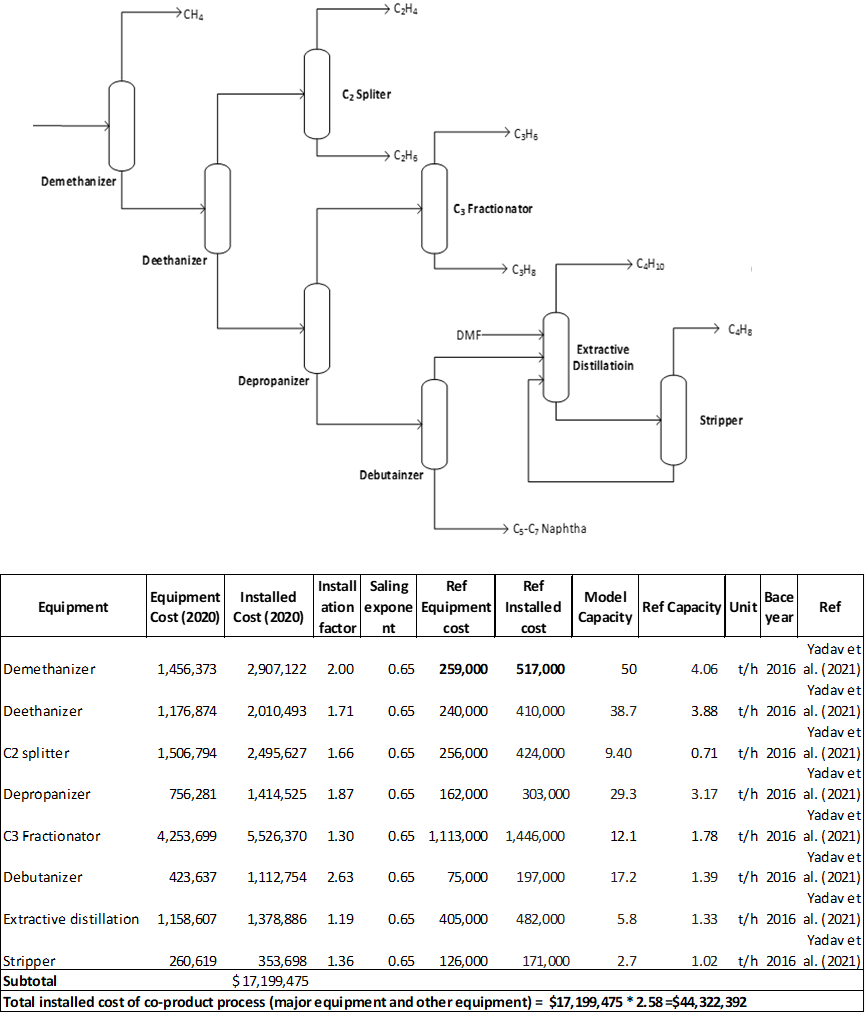 CH₄
C₂H₄
C₂ Spliter
C₃H₆
C₂H₆
Demethanizer
C₃ Fractionator
Deethanizer
C₄H₁₀
C₃H₈
DMF
C₄H₈
Extractive
Distillatioin
Depropanizer
Stripper
Debutainzer
C₅-C₇ Naphtha
Equipment
Equipment
Cost (2020)
Installed
Cost (2020)
Install
ation
factor
Saling
expone
nt
Ref
Equipment
cost
Ref
Installed
cost
Model
Capacity
Ref Capacity
Unit
Bace
year
Ref
Demethanizer 1,456,373 2,907,122 2.00 0.65 259,000 517,000 50 4.06 t/h 2016 Yadav et
al. (2021)
Deethanizer 1,176,874 2,010,493 1.71 0.65 240,000 410,000 38.7 3.88 t/h 2016 Yadav et
al. (2021)
C2 splitter 1,506,794 2,495,627 1.66 0.65 256,000 424,000 9.40 0.71 t/h 2016 Yadav et
al. (2021)
Depropanizer 756,281 1,414,525 1.87 0.65 162,000 303,000 29.3 3.17 t/h 2016 Yadav et
al. (2021)
C3 Fractionator 4,253,699 5,526,370 1.30 0.65 1,113,000 1,446,000 12.1 1.78 t/h 2016 Yadav et
al. (2021)
Debutanizer 423,637 1,112,754 2.63 0.65 75,000 197,000 17.2 1.39 t/h 2016 Yadav et
al. (2021)
Extractive distillation 1,158,607 1,378,886 1.19 0.65 405,000 482,000 5.8 1.33 t/h 2016 Yadav et
al. (2021)
Stripper 260,619 353,698 1.36 0.65 126,000 171,000 2.7 1.02 t/h 2016 Yadav et
al. (2021)
Subtotal $ 17,199,475
Total installed cost of co-product process (major equipment and other equipment) = $17,199,475 * 2.58 =$44,322,392